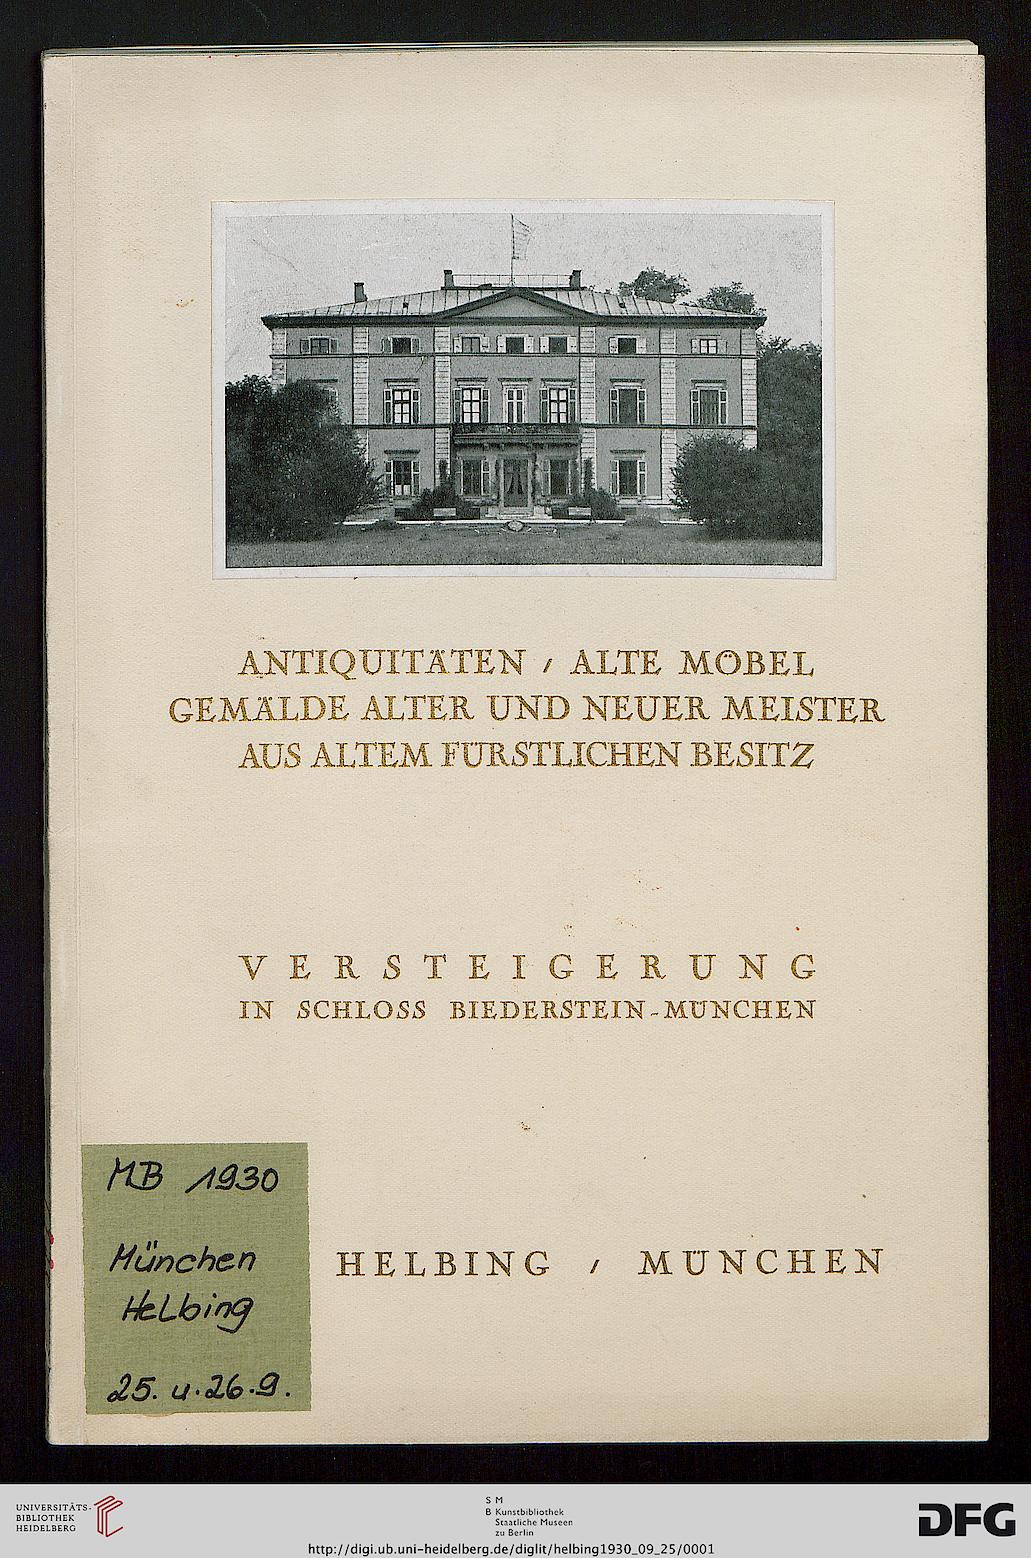 ANTIQUITÄTEN / ALTE MÖBEL
GEMÄLDE ALTER UND NEUER MEISTER
AUS ALTEM FÜRSTLICHEN BESITZ
VERSTEIGERUNG
IN SCHLOSS BIEDERSTEIN-MÜNCHEN
HELBING / MÜNCHEN
MB 1930
München
Helbing
25. u. 26.9.
UNIVERSITÄTS-
BIBLIOTHEK
HEIDELBERG
S M
B Kunstbibliothek
Staatliche Museen
zu Berlin
http://digi.ub.uni-heidelberg.de/diglit/helbing1930_09_25/0001
DFG